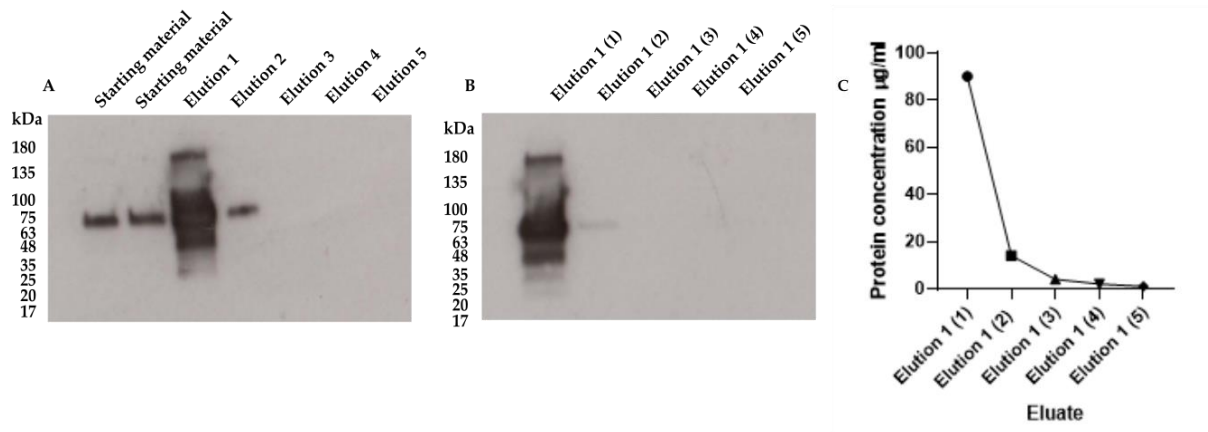 A
Starting material
Starting material
Elution 1
Elution 2
Elution 3
Elution 4
Elution 5
kDa
180
135
100
75
63
48
35
25
20
17
B
Elution 1 (1)
Elution 1 (2)
Elution 1 (3)
Elution 1 (4)
Elution 1 (5)
kDa
180
135
100
75
63
48
35
25
20
17
C
Protein concentration µg/ml
100
80
60
40
20
0
Elution 1 (1)
Elution 1 (2)
Elution 1 (3)
Elution 1 (4)
Elution 1 (5)
Eluate